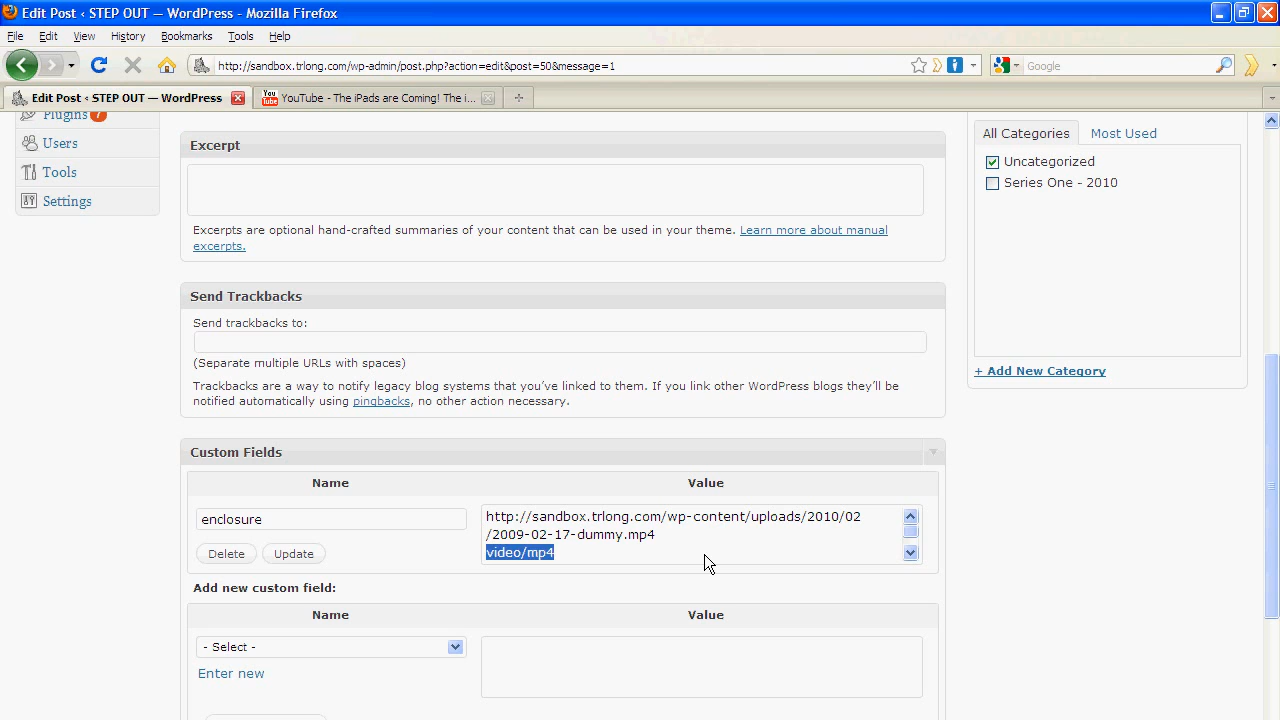 Edit Post ‹ STEP OUT — WordPress - Mozilla Firefox
File Edit View History Bookmarks Tools Help
http://sandbox.trlong.com/wp-admin/post.php?action=edit&post=50&message=1
Google
Edit Post ‹ STEP OUT — WordPress
You Tube
YouTube - The iPads are Coming! The i...
Plugins
Users
Tools
Settings
Excerpt
Excerpts are optional hand-crafted summaries of your content that can be used in your theme. Learn more about manual
excerpts.
Send Trackbacks
Send trackbacks to:
(Separate multiple URLs with spaces)
Trackbacks are a way to notify legacy blog systems that you’ve linked to them. If you link other WordPress blogs they’ll be
notified automatically using pingbacks, no other action necessary.
Custom Fields
Name Value
enclosure
http://sandbox.trlong.com/wp-content/uploads/2010/02
/2009-02-17-dummy.mp4
video/mp4
Delete Update
Add new custom field:
Name Value
- Select -
Enter new
All Categories Most Used
Uncategorized
Series One - 2010
+ Add New Category